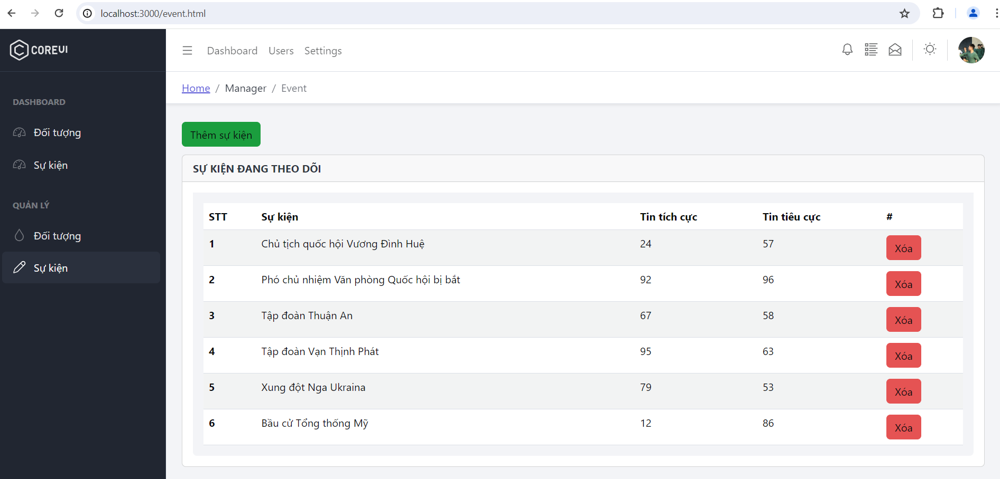 localhost:3000/event.html
COREUI
Dashboard Users Settings
Home / Manager / Event
DASHBOARD
Đối tượng
Sự kiện
QUẢN LÝ
Đối tượng
Sự kiện
Thêm sự kiện
SỰ KIỆN ĐANG THEO DÕI
STT Sự kiện Tin tích cực Tin tiêu cực #
1 Chủ tịch quốc hội Vương Đình Huệ 24 57 Xóa
2 Phó chủ nhiệm Văn phòng Quốc hội bị bắt 92 96 Xóa
3 Tập đoàn Thuận An 67 58 Xóa
4 Tập đoàn Vạn Thịnh Phát 95 63 Xóa
5 Xung đột Nga Ukraina 79 53 Xóa
6 Bầu cử Tổng thống Mỹ 12 86 Xóa